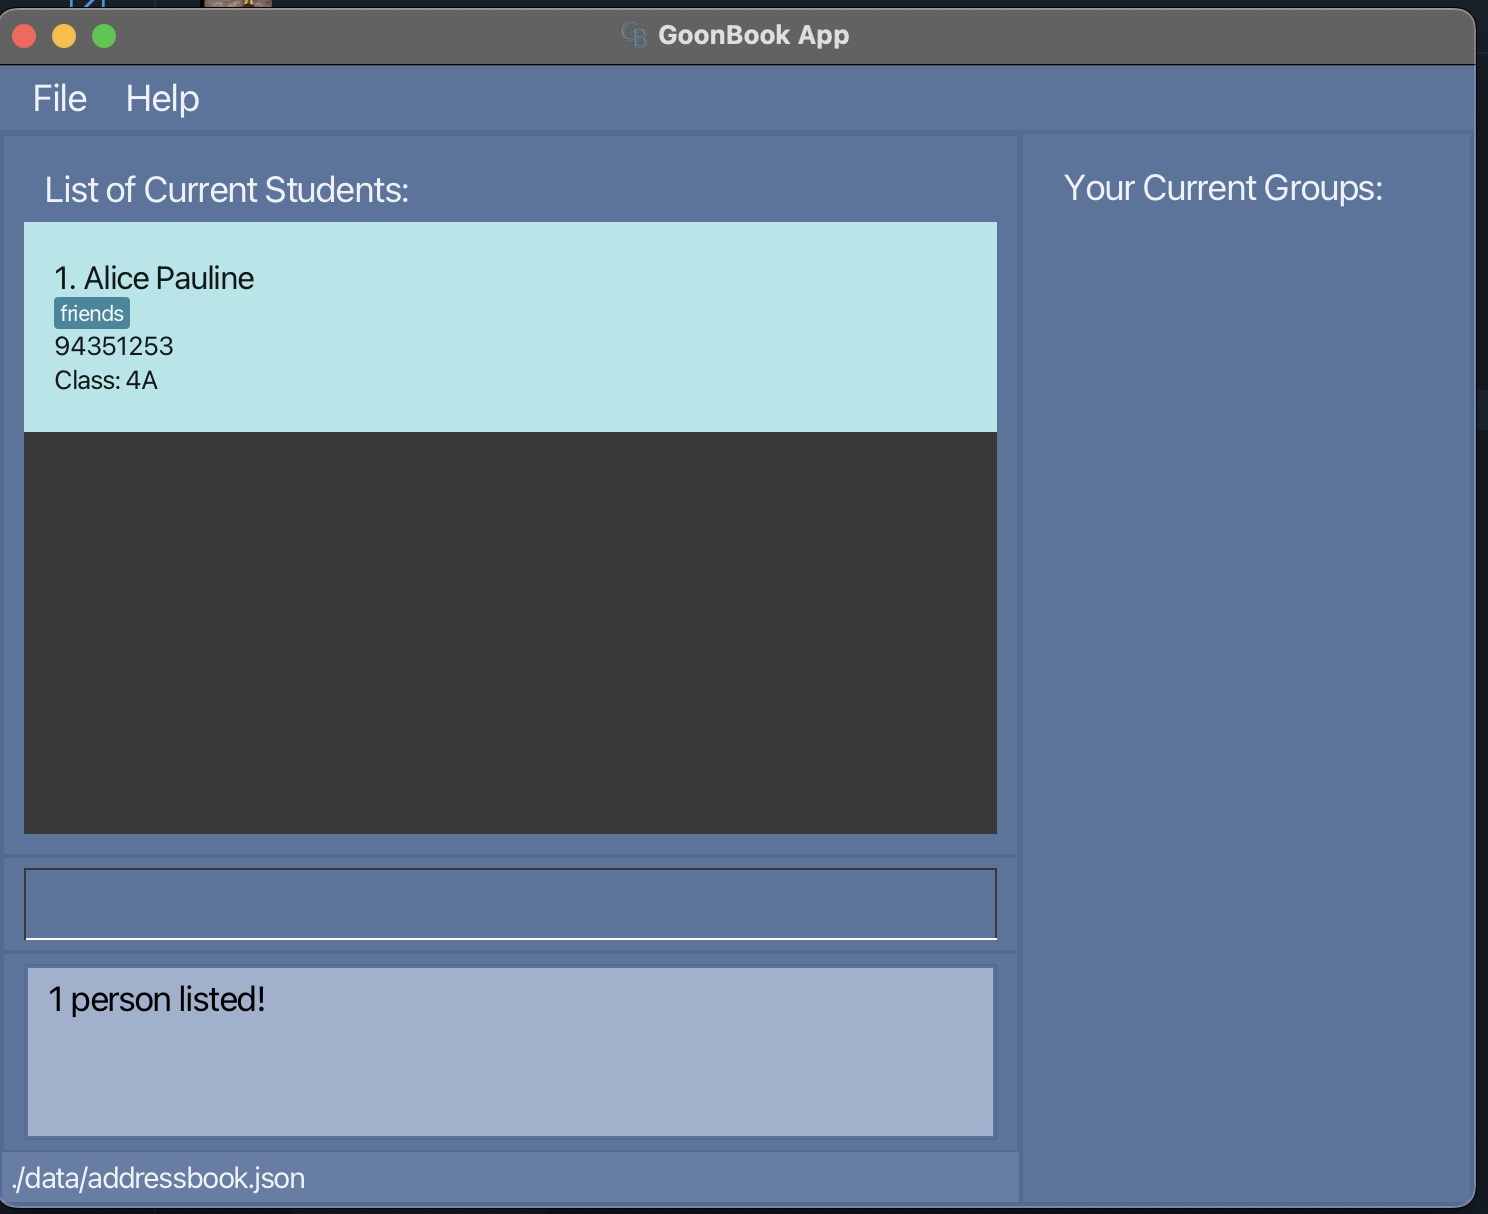 GoonBook App
File Help
List of Current Students:
1. Alice Pauline
friends
94351253
Class: 4A
1 person listed!
./data/addressbook.json
Your Current Groups: